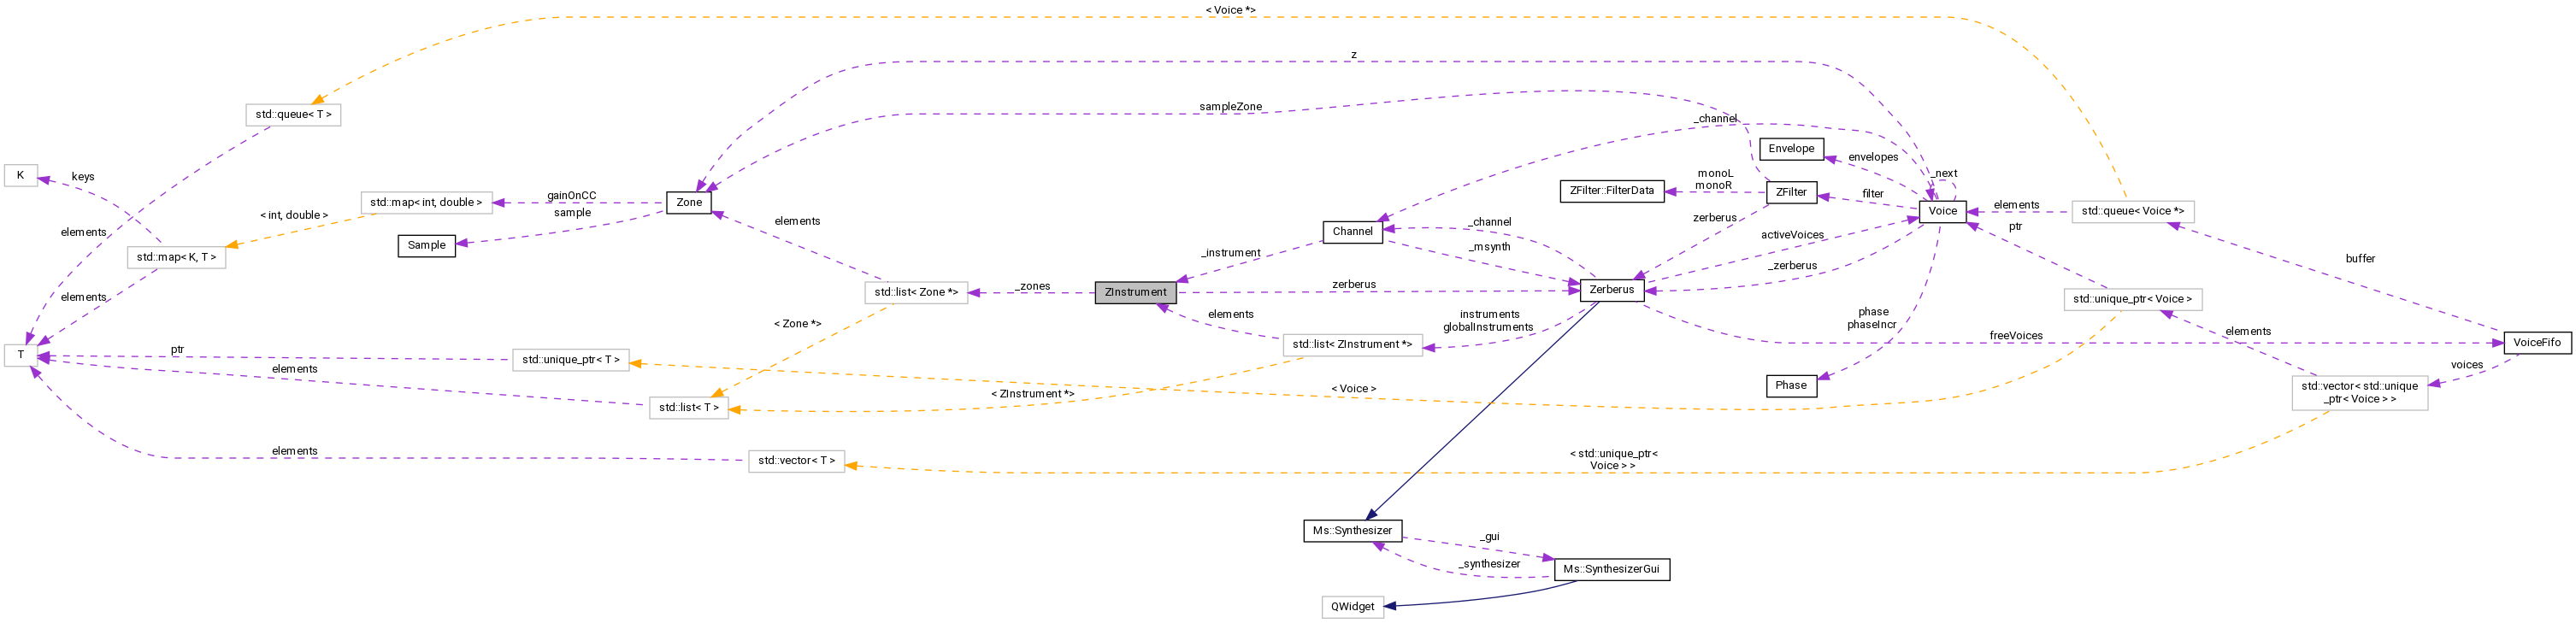 < Voice *>
z
sampleZone
std::queue< T >
_channel
Envelope
envelopes
_next
K
keys
monoL
monoR
ZFilter::FilterData
ZFilter
filter
gainOnCC
std::map< int, double >
Zone
sample
< int, double >
elements
zerberus
Voice
elements
std::queue< Voice *>
elements
Channel
_channel
activeVoices
ptr
Sample
_msynth
std::map< K, T >
_instrument
_zerberus
buffer
elements
_zones
zerberus
std::list< Zone *>
ZInstrument
Zerberus
std::unique_ptr< Voice >
elements
instruments
globalInstruments
phase
phaseIncr
< Zone *>
freeVoices
elements
VoiceFifo
T
ptr
std::unique_ptr< T >
std::list< ZInstrument *>
elements
voices
< Voice >
Phase
std::vector< std::unique
_ptr< Voice > >
< ZInstrument *>
std::list< T >
elements
std::vector< T >
< std::unique_ptr<
Voice > >
Ms::Synthesizer
_gui
_synthesizer
Ms::SynthesizerGui
QWidget